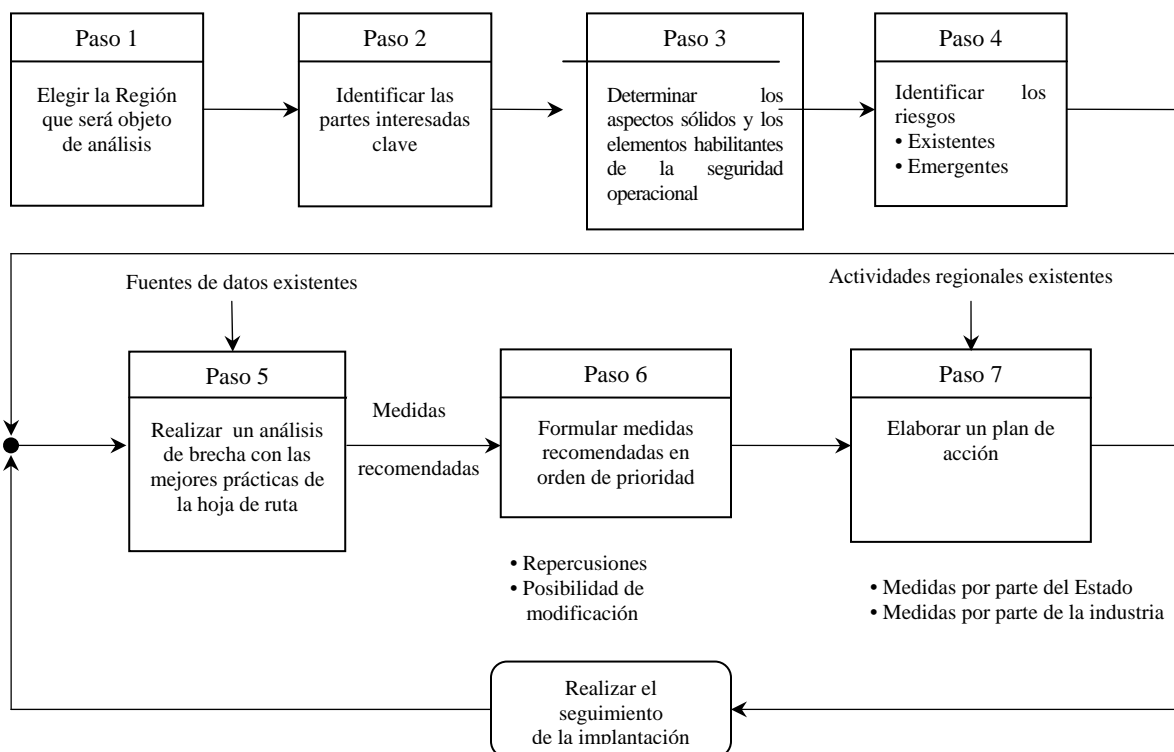 Paso 1
Elegir la Región
que será objeto
de análisis
Paso 2
Identificar las
partes interesadas
clave
Paso 3
Determinar los
aspectos sólidos y los
elementos habilitantes
de la seguridad
operacional
Paso 4
Identificar los
riesgos
• Existentes
• Emergentes
Fuentes de datos existentes
Paso 5
Realizar un análisis
de brecha con las
mejores prácticas de
la hoja de ruta
Medidas
recomendadas
Paso 6
Formular medidas
recomendadas en
orden de prioridad
• Repercusiones
• Posibilidad de
modificación
Actividades regionales existentes
Paso 7
Elaborar un plan de
acción
• Medidas por parte del Estado
• Medidas por parte de la industria
Realizar el
seguimiento
de la implantación